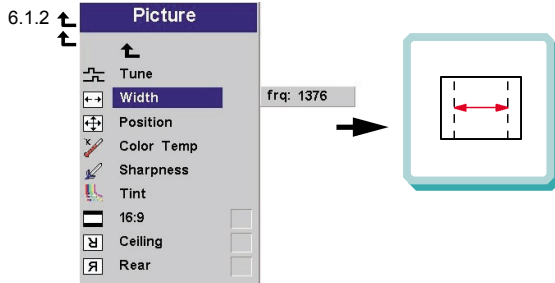 6.1.2
Picture
Tune
Width
frq: 1376
Position
Color Temp
Sharpness
Tint
16:9
Ceiling
Rear